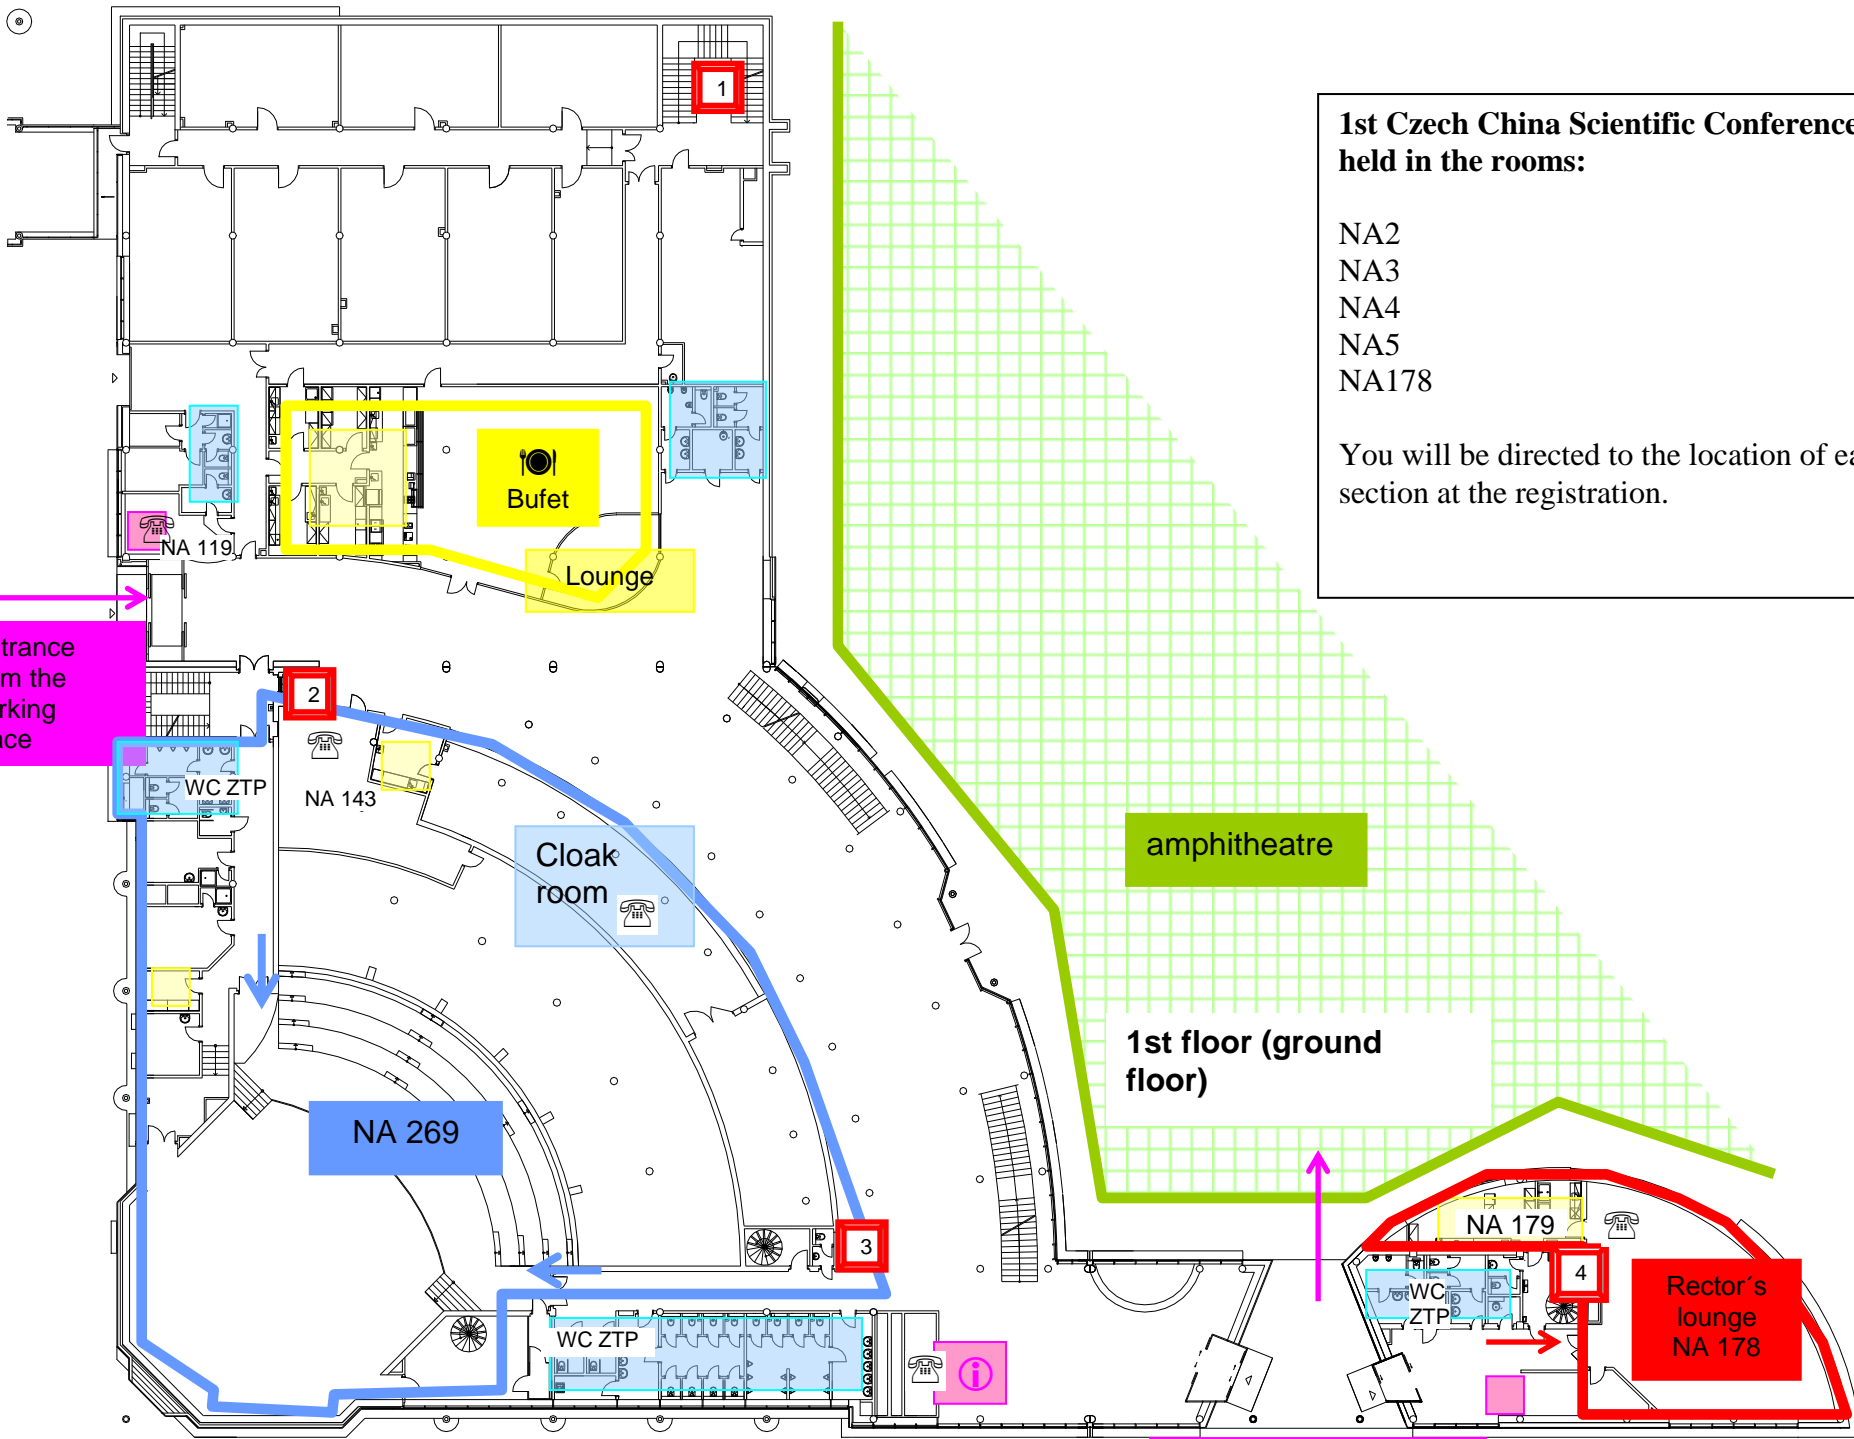 1
1st Czech China Scientific Conference
held in the rooms:
NA2
NA3
NA4
NA5
NA178
You will be directed to the location of ea
section at the registration.
Bufet
NA 119
Lounge
trance
m the
rking
ace
2
WC ZTP
NA 143
Cloak
room
amphitheatre
1st floor (ground
floor)
NA 269
3
NA 179
4
WC
ZTP
Rector´s
lounge
NA 178
WC ZTP
i